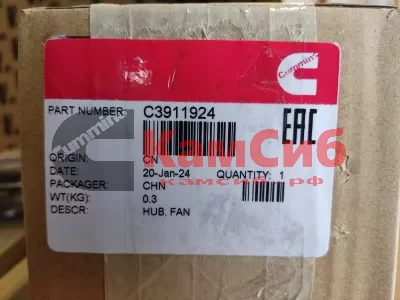 cummins
PART NUMBER: C3911924
EAC
cummins
КамСиб
камсиб.рф
ORIGIN: CN
DATE: 20-Jan-24 QUANTITY: 1
PACKAGER: CHN
WT(KG): 0.3
DESCR: HUB, FAN